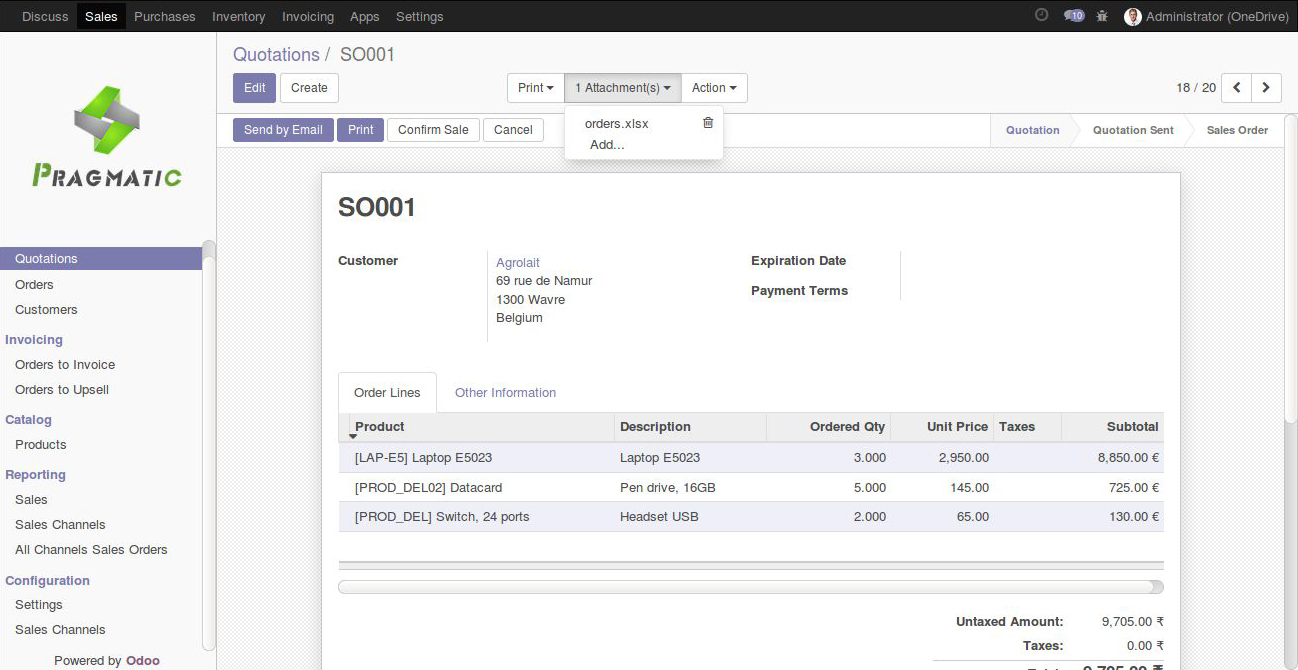 Discuss Sales Purchases Inventory Invoicing Apps Settings 10 Administrator (OneDrive)
Quotations / SO001
Edit Create Print 1 Attachment(s) Action 18 / 20
Send by Email Print Confirm Sale Cancel orders.xlsx Quotation Quotation Sent Sales Order
Add...
PRAGMATIC
Quotations
Orders
Customers
Invoicing
Orders to Invoice
Orders to Upsell
Catalog
Products
Reporting
Sales
Sales Channels
All Channels Sales Orders
Configuration
Settings
Sales Channels
Powered by Odoo
SO001
Customer
Agrolait
69 rue de Namur
1300 Wavre
Belgium
Expiration Date
Payment Terms
Order Lines Other Information
Product Description Ordered Qty Unit Price Taxes Subtotal
[LAP-E5] Laptop E5023 Laptop E5023 3.000 2,950.00 8,850.00 €
[PROD_DEL02] Datacard Pen drive, 16GB 5.000 145.00 725.00 €
[PROD_DEL] Switch, 24 ports Headset USB 2.000 65.00 130.00 €
Untaxed Amount: 9,705.00 ₹
Taxes: 0.00 ₹
9,705.00 ₹